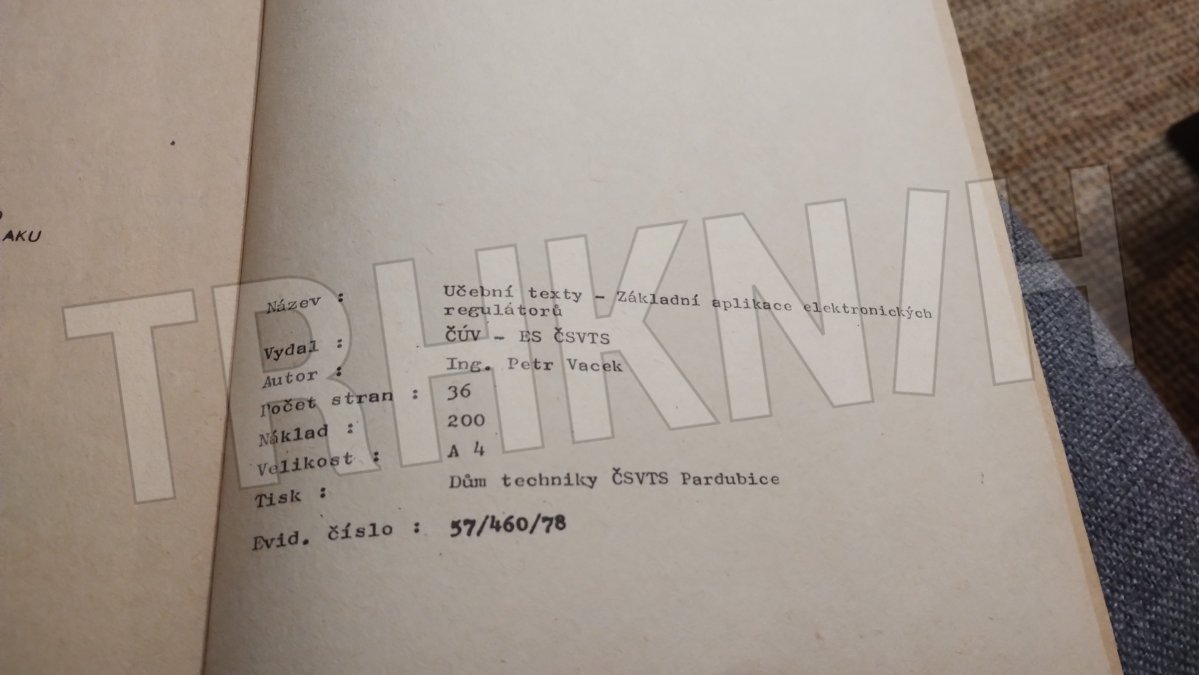 AKU
TRHKNIH
Název : Učební texty - Základní aplikace elektronických
regulátorů
Vydal : ČÚV - ES ČSVTS
Autor : Ing. Petr Vacek
Počet stran : 36
Náklad : 200
Velikost : A 4
Tisk : Dům techniky ČSVTS Pardubice
Evid. číslo : 57/460/78